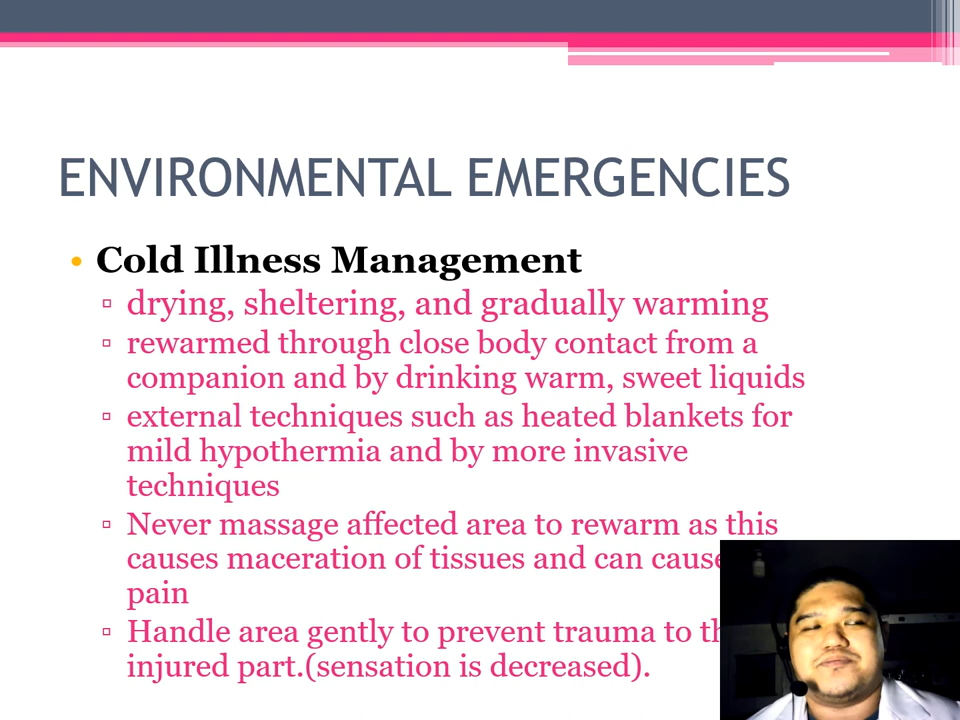 ENVIRONMENTAL EMERGENCIES
• Cold Illness Management
▫ drying, sheltering, and gradually warming
▫ rewarmed through close body contact from a
companion and by drinking warm, sweet liquids
▫ external techniques such as heated blankets for
mild hypothermia and by more invasive
techniques
▫ Never massage affected area to rewarm as this
causes maceration of tissues and can cause
pain
▫ Handle area gently to prevent trauma to
injured part.(sensation is decreased).